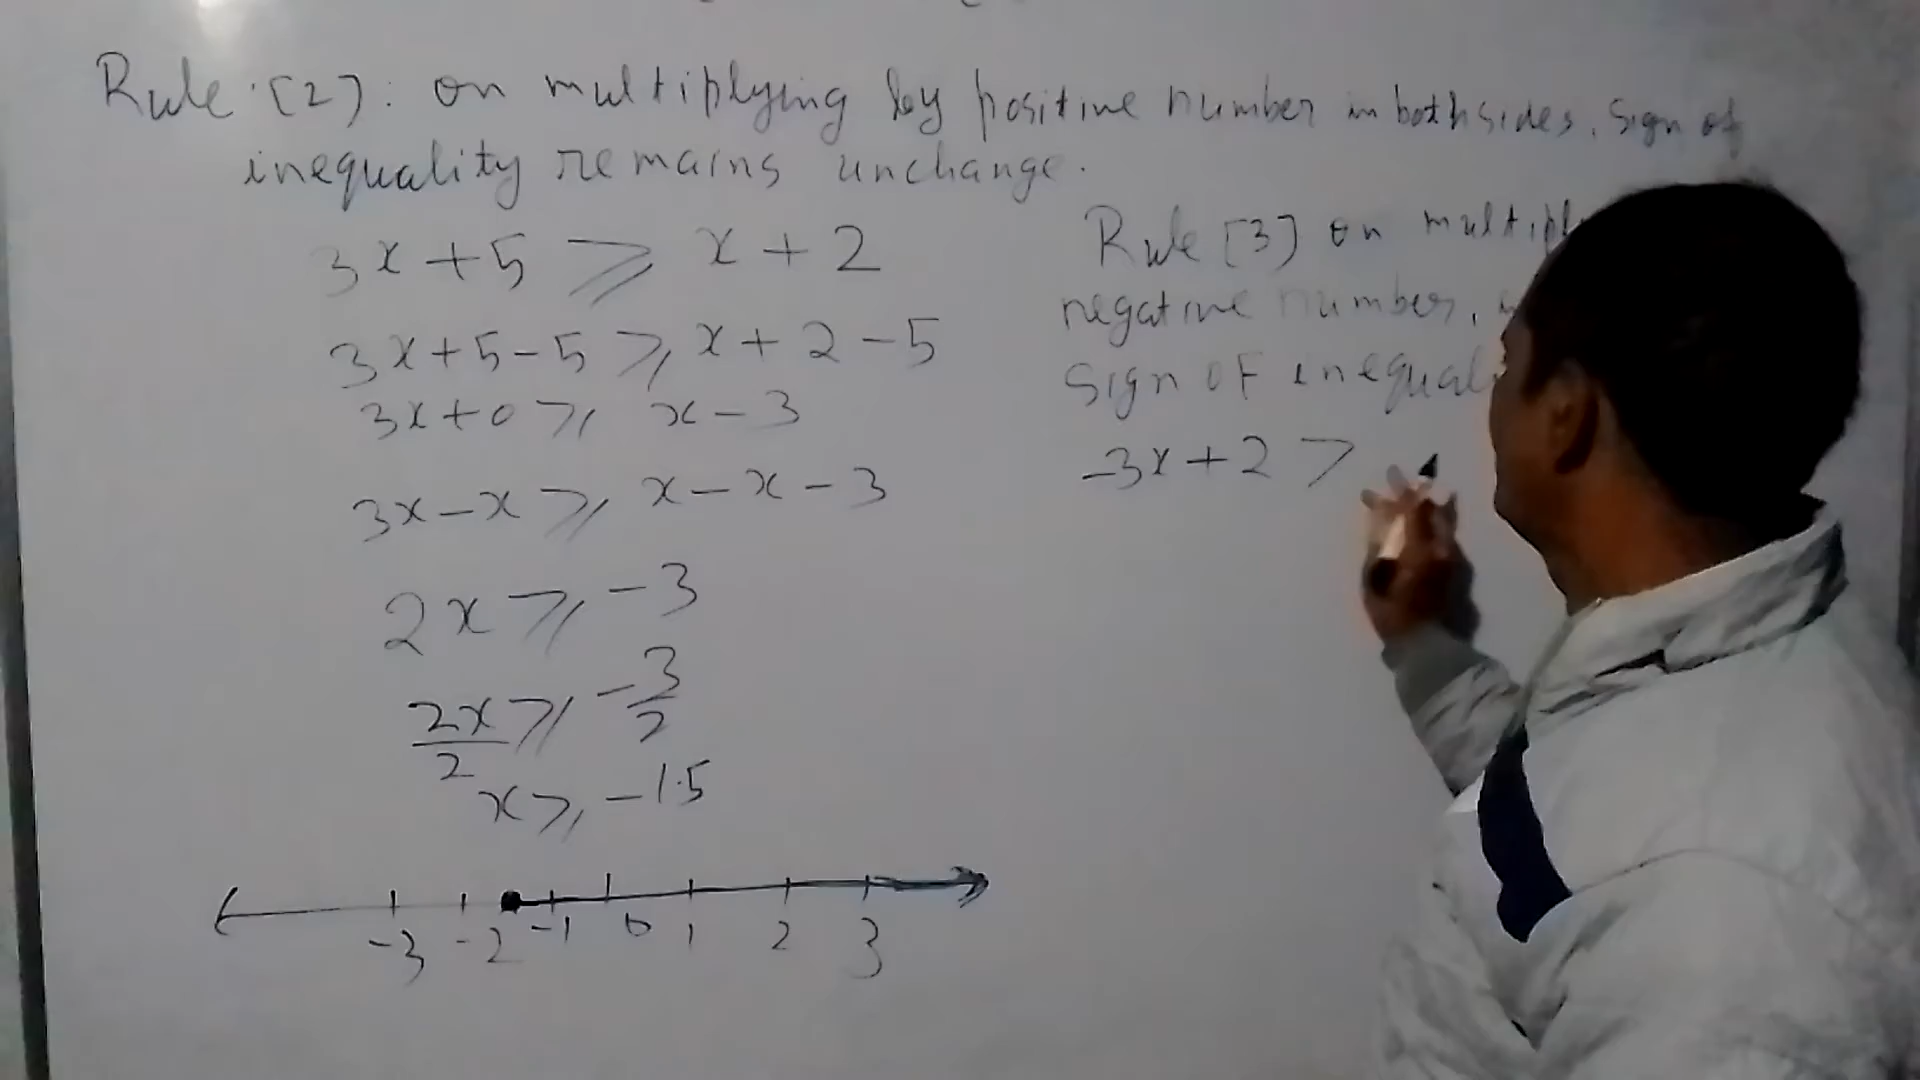 Rule [2]: on multiplying by positive number in both sides, sign of
inequality remains unchange.
3x + 5 ⩾ x + 2
3x + 5 - 5 ⩾ x + 2 - 5
3x + 0 ⩾ x - 3
3x - x ⩾ x - x - 3
2x ⩾ -3
2x/2 ⩾ -3/2
x ⩾ -1.5
-3 -2 -1 0 1 2 3
Rule [3] on
negative number,
sign of
-3x + 2 >